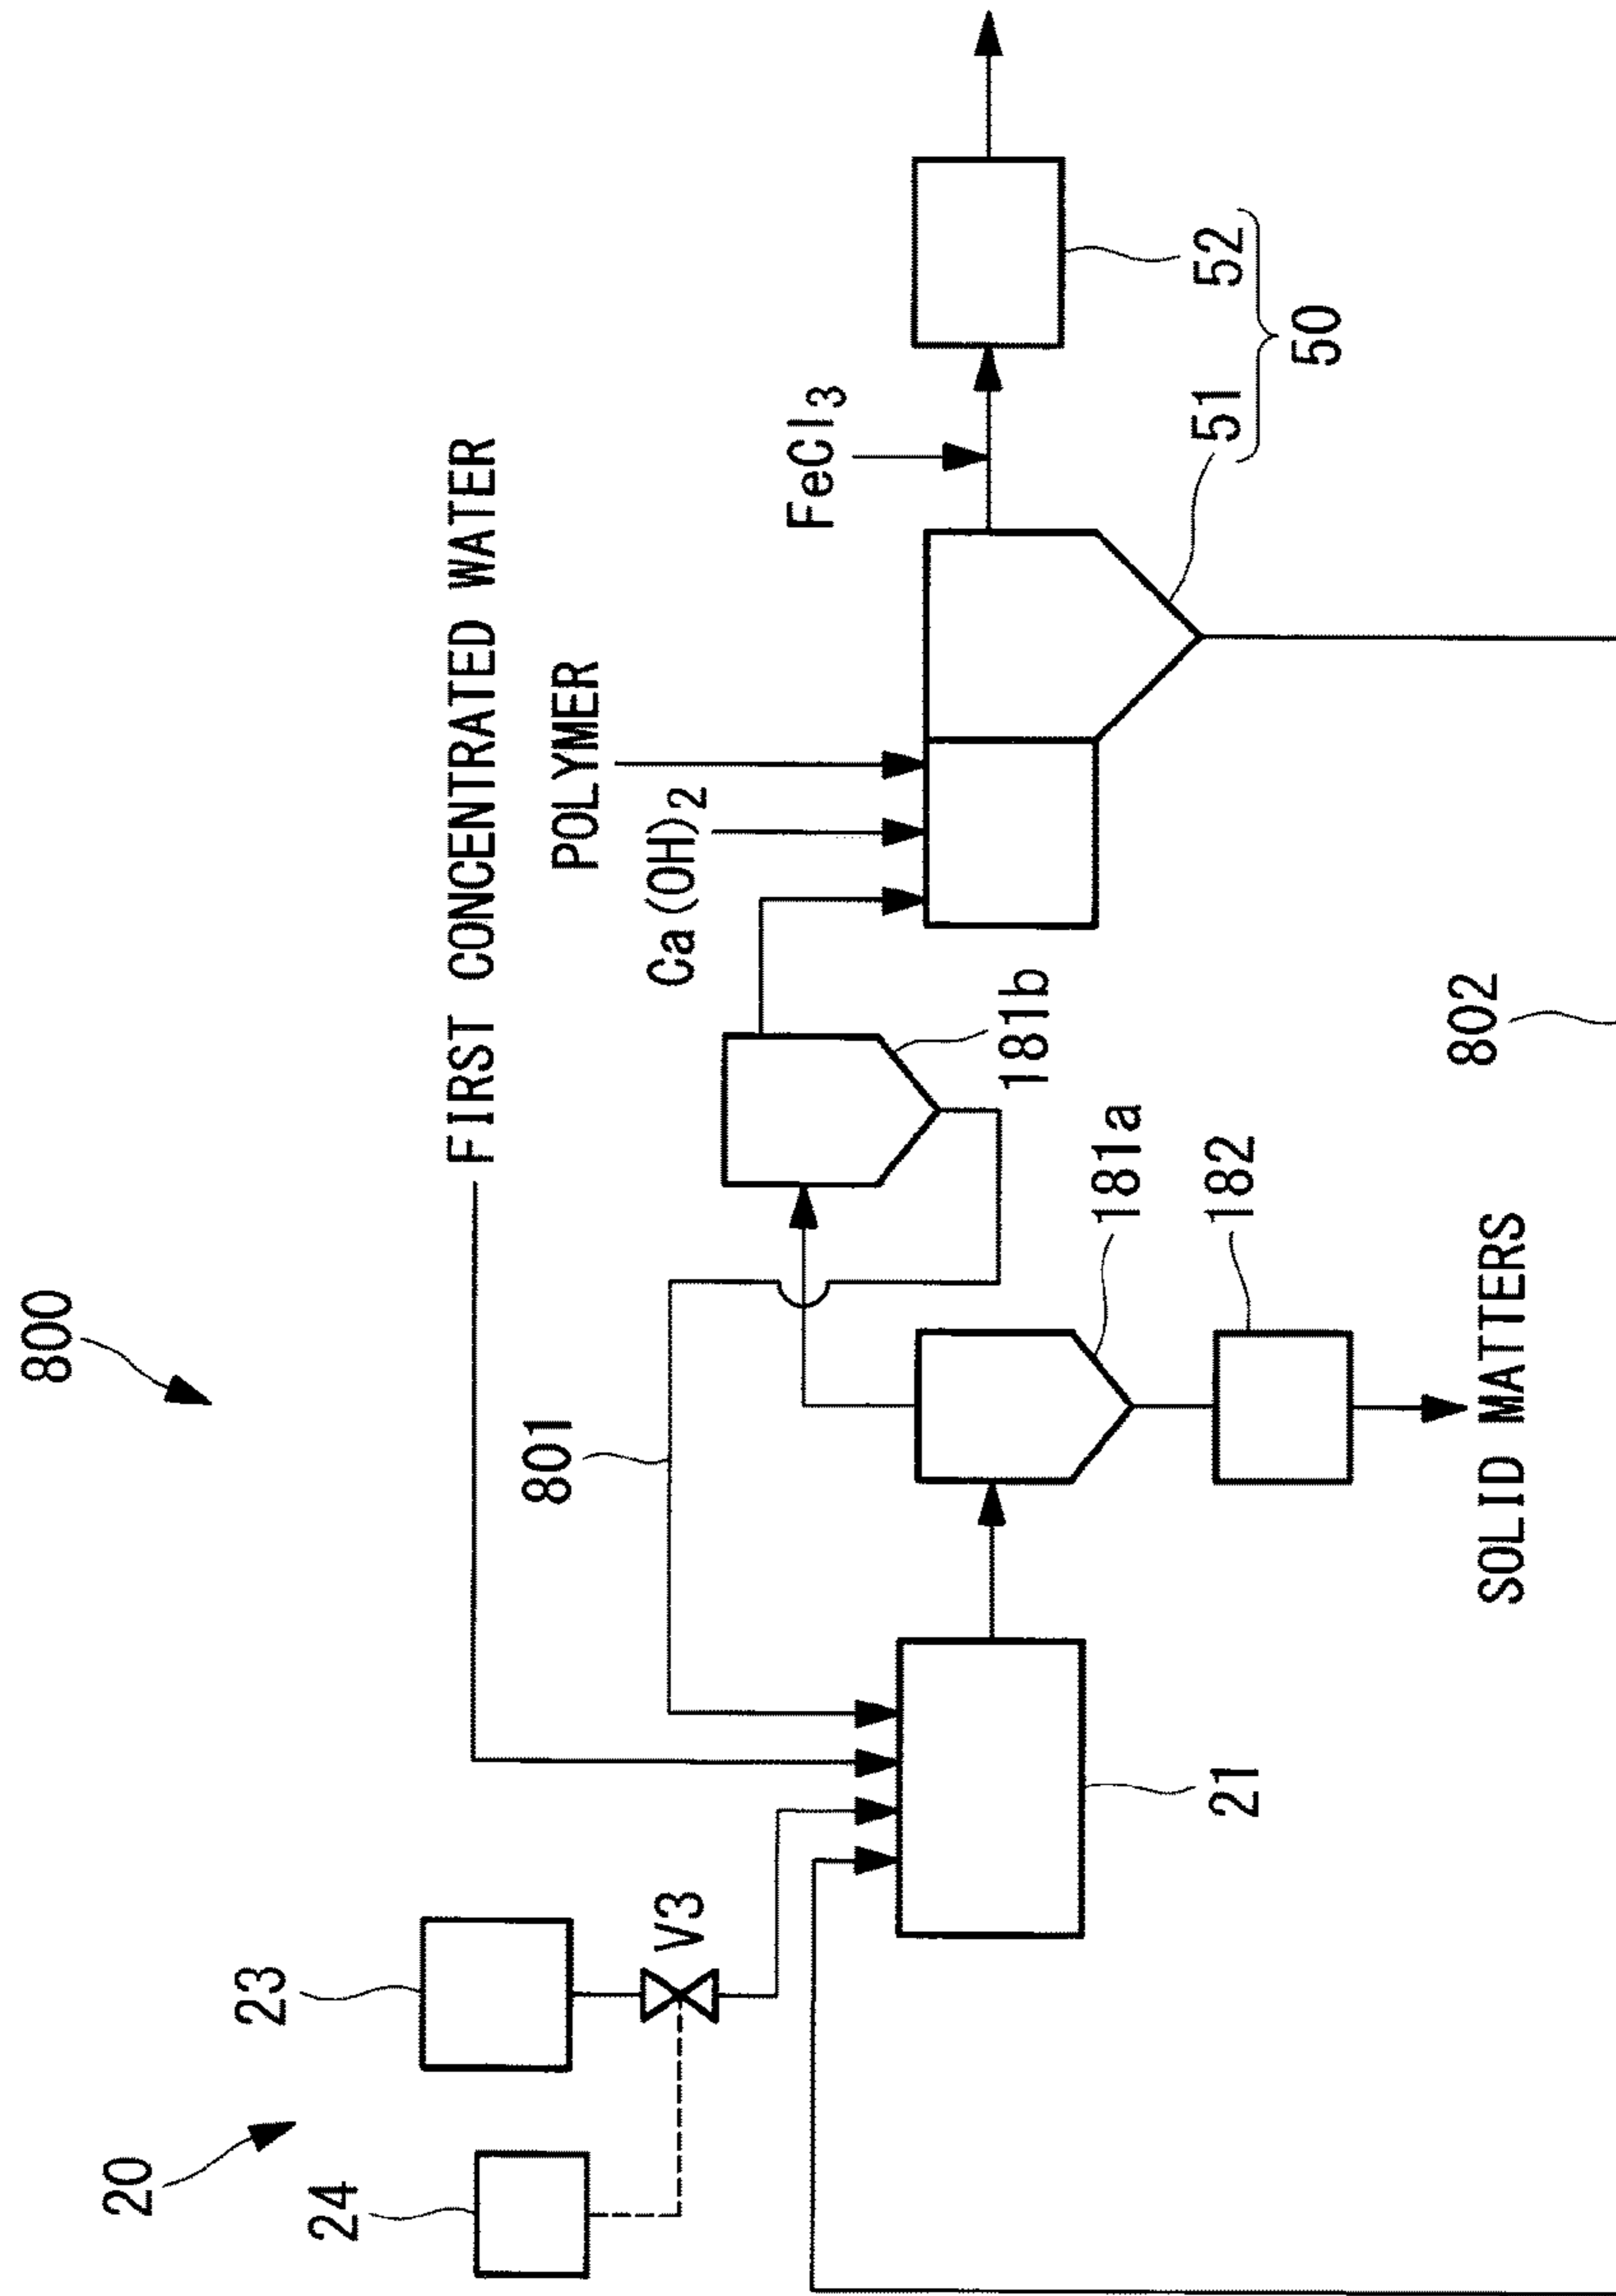 800
20
FIRST CONCENTRATED WATER
24
23
V3
801
POLYMER
Ca(OH)2
FeCl3
181b
181a
182
21
51
52
50
SOLID MATTERS
802